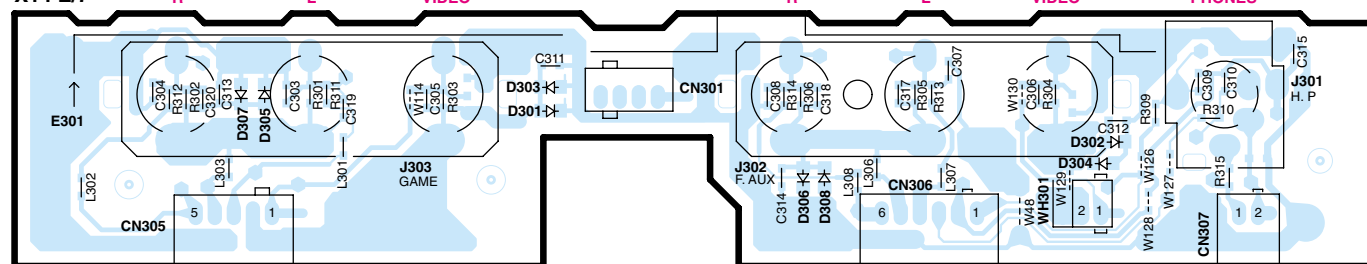 R L VIDEO R L VIDEO PHONES
C311
C307
C315
C304
R312
R302
C320
C313
D307
D305
C303
R301
R311
C319
W114
C305
R303
D303
D301
CN301
C308
R314
R306
C318
C317
R305
R313
W130
C306
R304
C312
R309
C309
C310
R310
J301
H. P
E301
D302
D304
L302
L303
L301
J303
GAME
J302
F. AUX
C314
D306
D308
L308
L306
CN306
L307
W129
W126
W127
R315
CN305
5 1
6 1
W48
WH301
2 1
W128
CN307
1 2